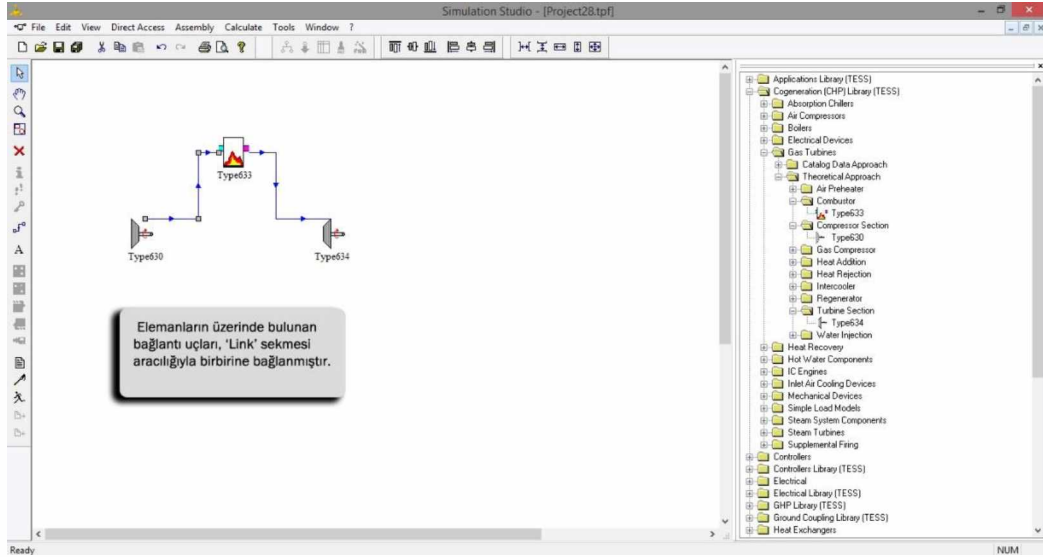 Simulation Studio - [Project28.tpf]
File Edit View Direct Access Assembly Calculate Tools Window ?
Type633
Type630
Type634
Elemanların üzerinde bulunan
bağlantı uçları, ‘Link’ sekmesi
aracılığıyla birbirine bağlanmıştır.
Applications Library (TESS)
Cogeneration (CHP) Library (TESS)
Absorption Chillers
Air Compressors
Boilers
Electrical Devices
Gas Tubines
Catalog Data Approach
Theoretical Approach
Air Preheater
Combustor
Type633
Compressor Section
Type630
Gas Compressor
Heat Addition
Heat Rejection
Intercooler
Regenerator
Turbine Section
Type634
Water Injection
Heat Recovery
Hot Water Components
IC Engines
Inlet Air Cooling Devices
Mechanical Devices
Simple Load Models
Steam System Components
Steam Turbines
Supplemental Firing
Controllers
Controllers Library (TESS)
Electrical
Electrical Library (TESS)
GHP Library (TESS)
Ground Coupling Library (TESS)
Heat Exchangers
Ready
NUM